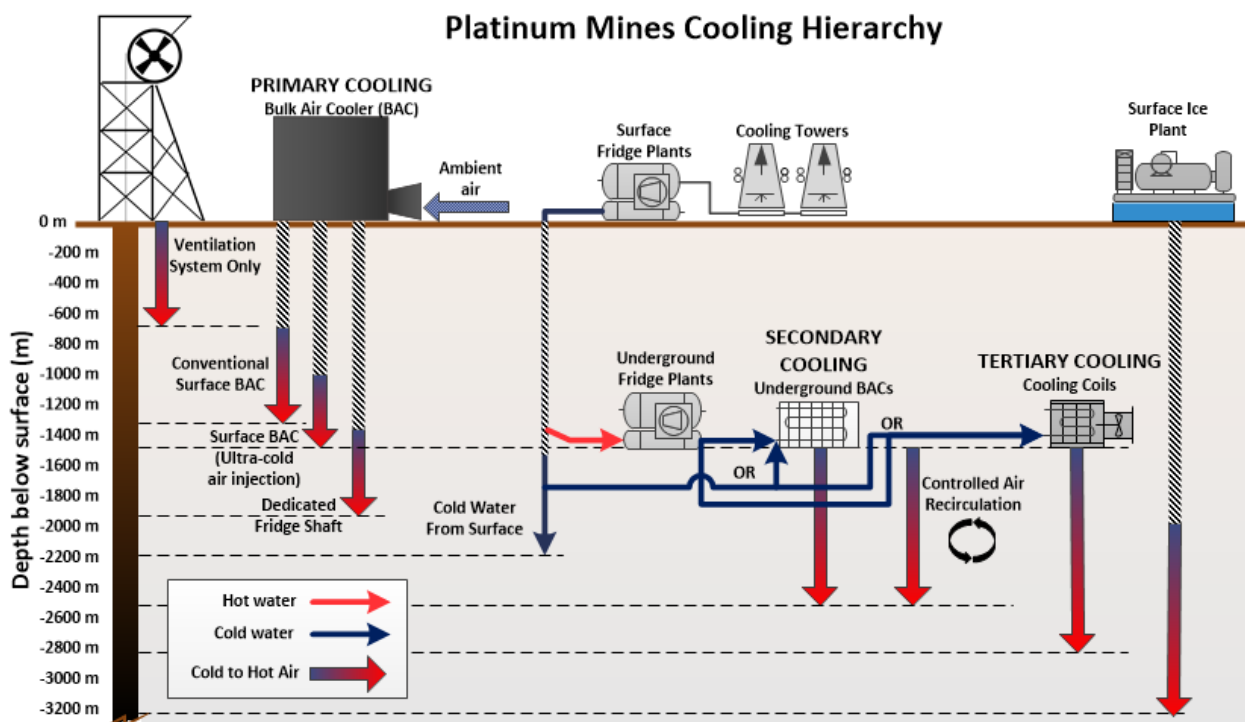 Platinum Mines Cooling Hierarchy
PRIMARY COOLING
Bulk Air Cooler (BAC)
Ambient
air
Surface
Fridge Plants
Cooling Towers
Surface Ice
Plant
Depth below surface (m)
0 m
-200 m
-400 m
-600 m
-800 m
-1000 m
-1200 m
-1400 m
-1600 m
-1800 m
-2000 m
-2200 m
-2400 m
-2600 m
-2800 m
-3000 m
-3200 m
Ventilation
System Only
Conventional
Surface BAC
Surface BAC
(Ultra-cold
air injection)
Dedicated
Fridge Shaft
Underground
Fridge Plants
Cold Water
From Surface
SECONDARY
COOLING
Underground BACs
OR
OR
TERTIARY COOLING
Cooling Coils
Controlled Air
Recirculation
Hot water
Cold water
Cold to Hot Air